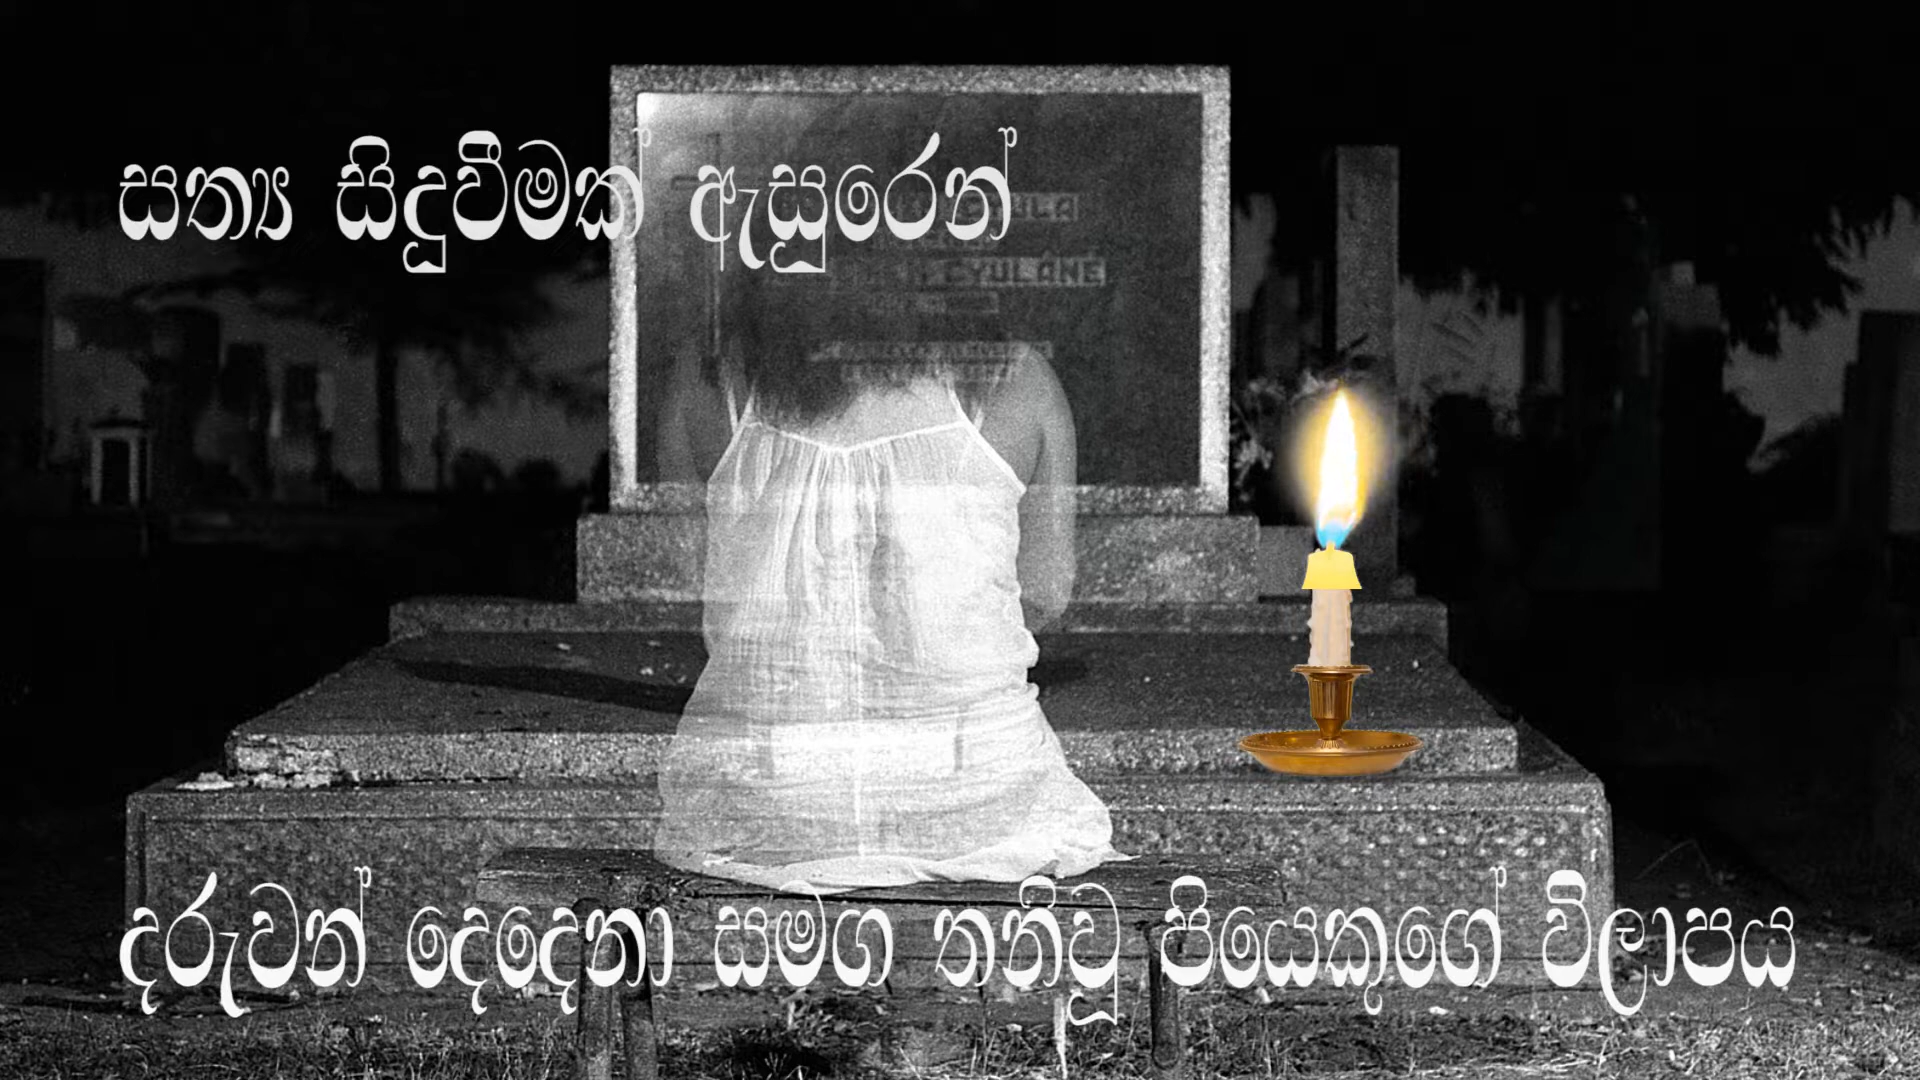 සත්‍ය සිදුවීමක් ඇසුරෙන්
දරුවන් දෙදෙනා සමග තනිවූ පියෙකුගේ විලාපය